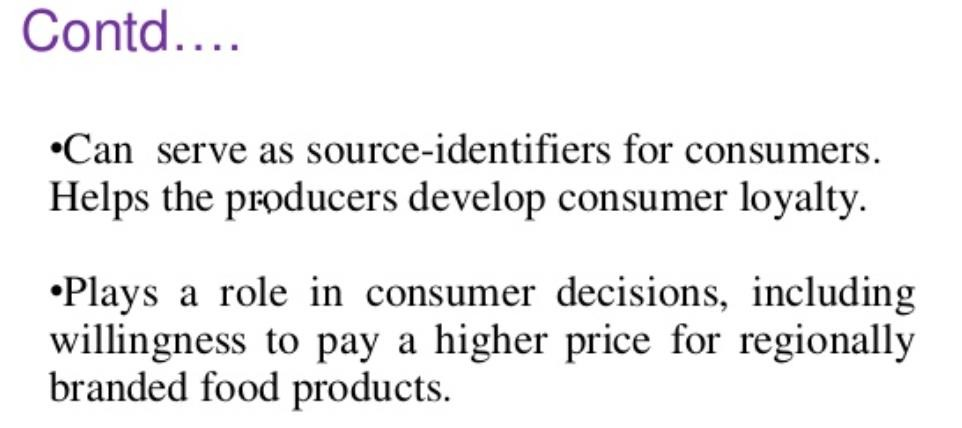 Contd….
•Can serve as source-identifiers for consumers.
Helps the producers develop consumer loyalty.
•Plays a role in consumer decisions, including
willingness to pay a higher price for regionally
branded food products.